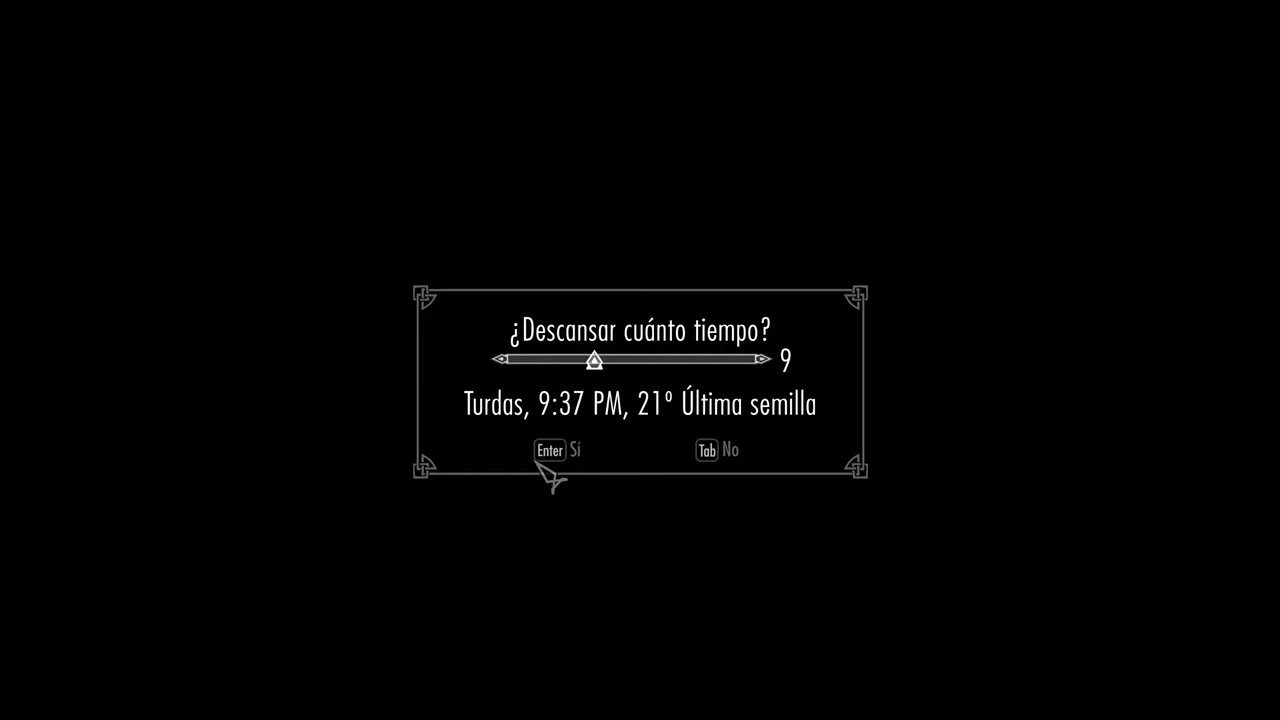 ¿Descansar cuánto tiempo?
9
Turdas, 9:37 PM, 21º Última semilla
Enter Sí
Tab No